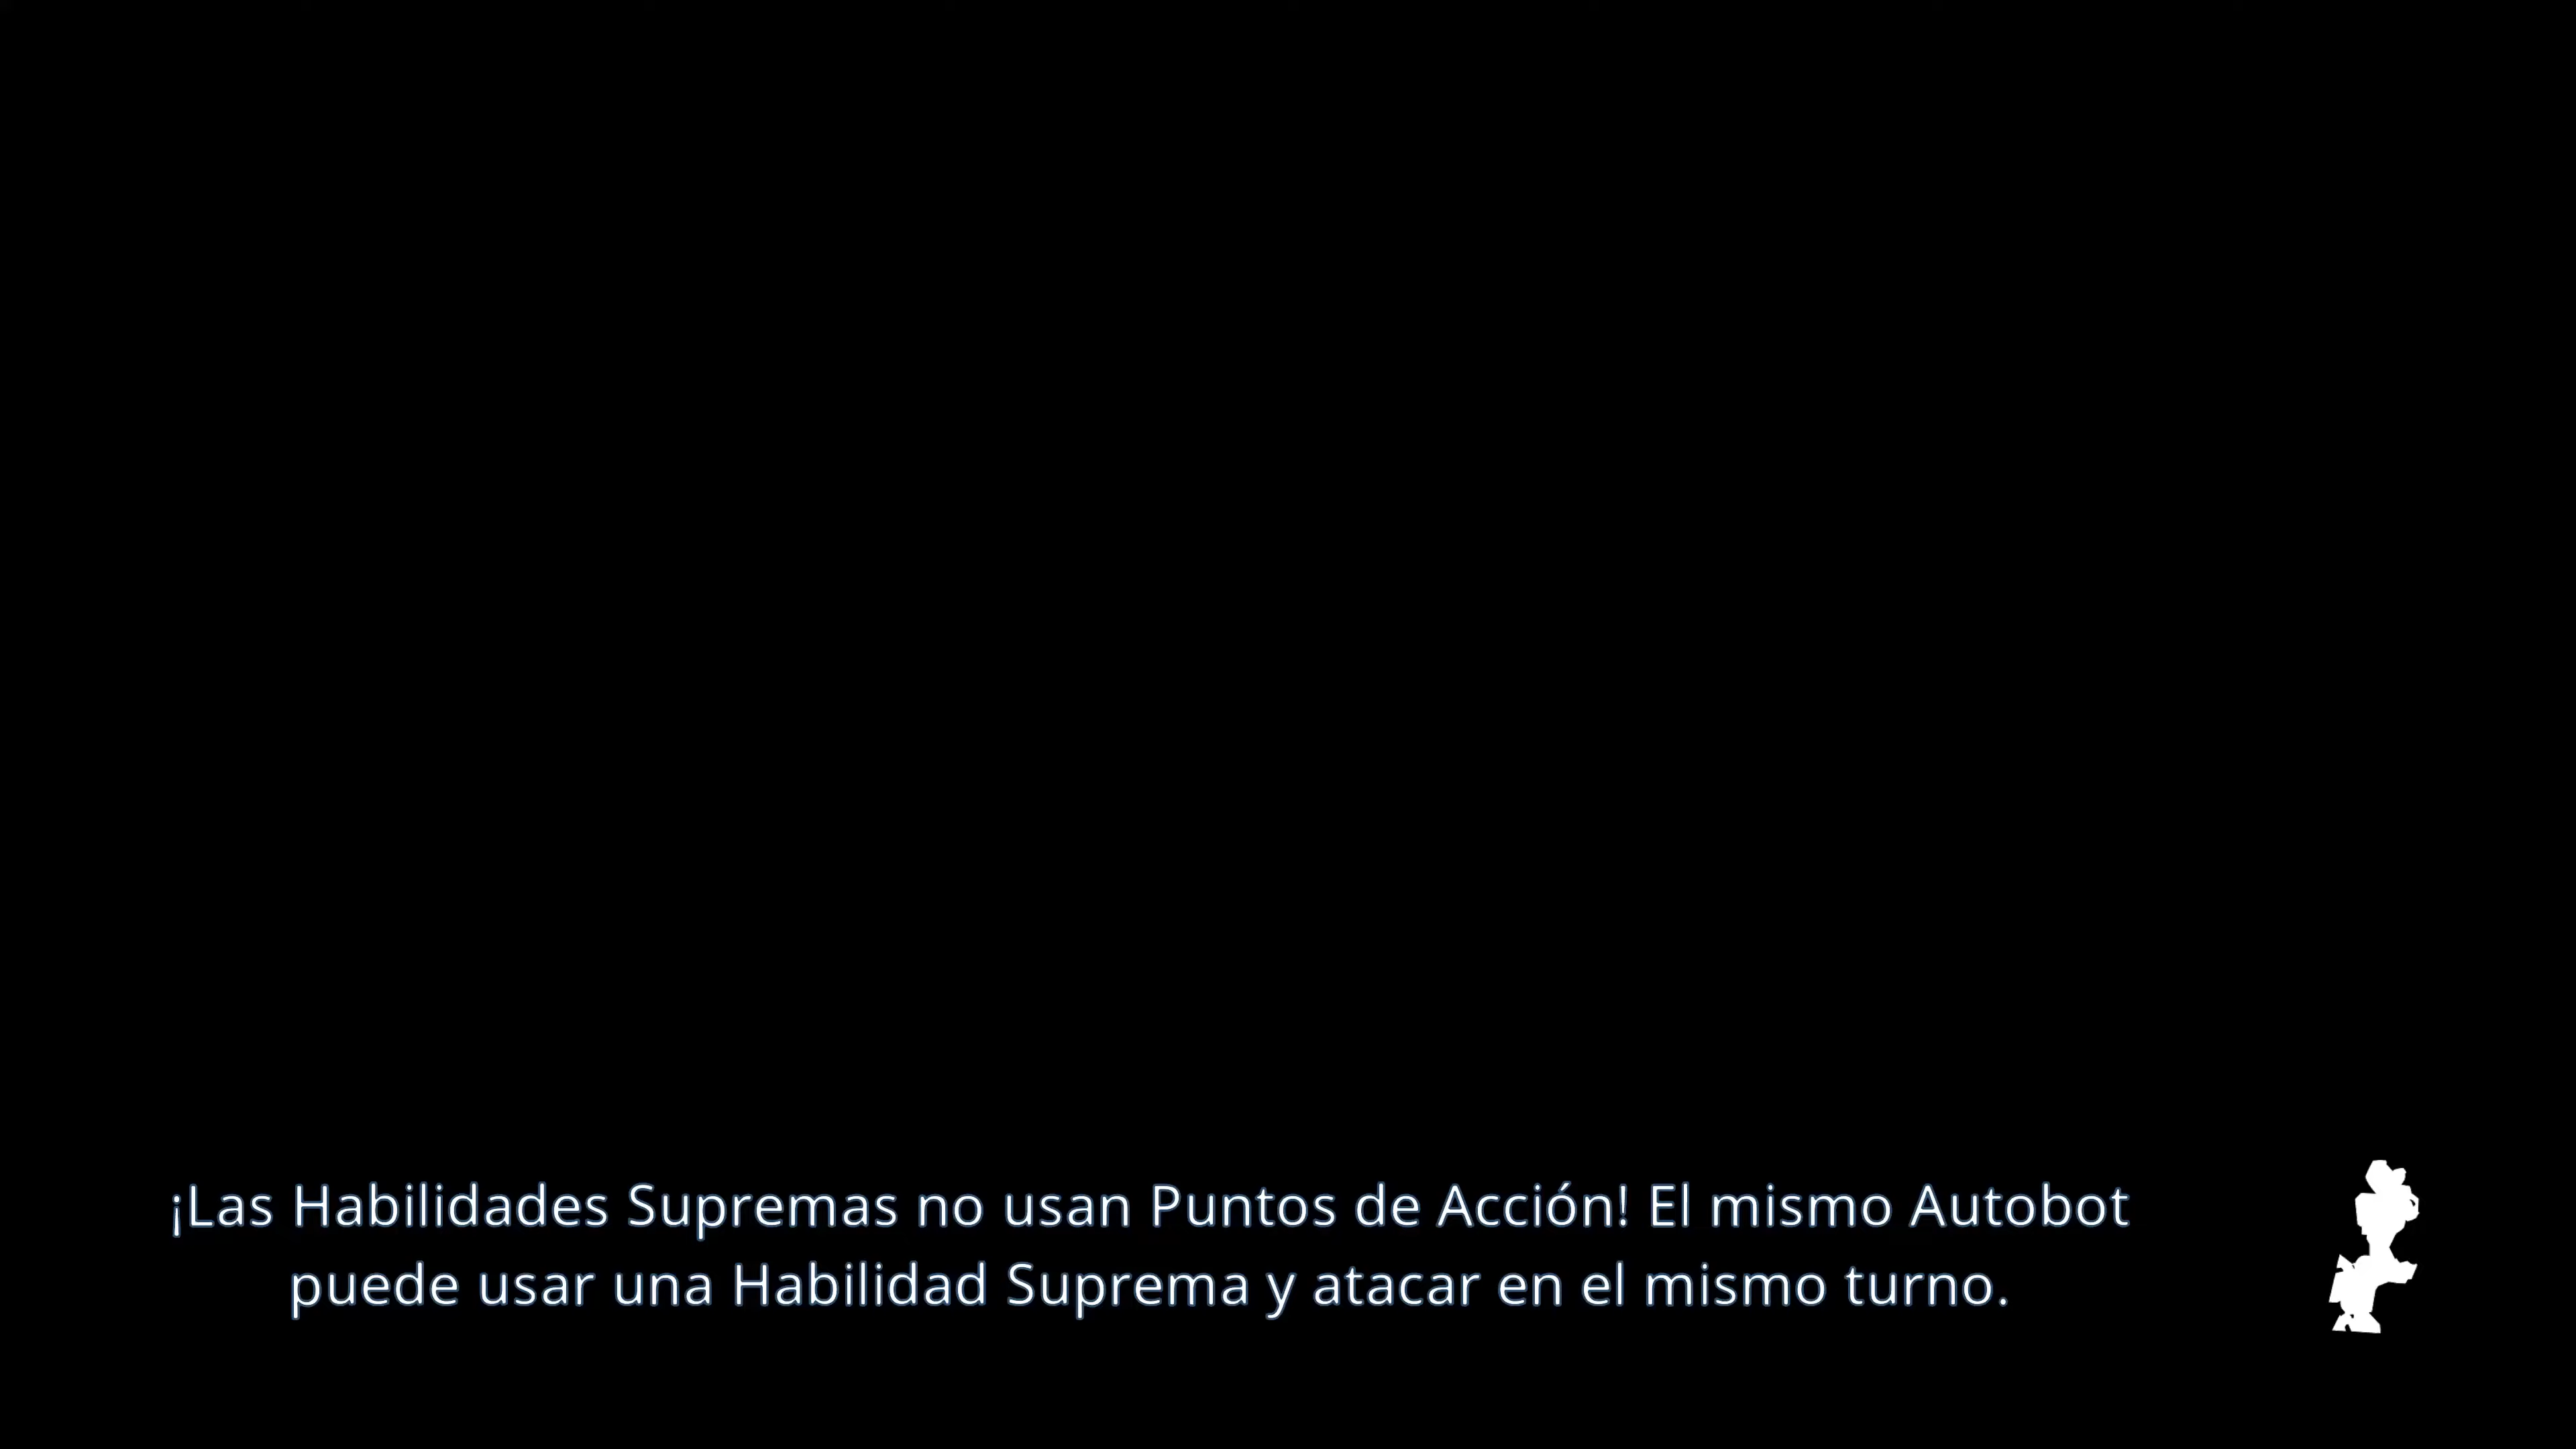 ¡Las Habilidades Supremas no usan Puntos de Acción! El mismo Autobot
puede usar una Habilidad Suprema y atacar en el mismo turno.